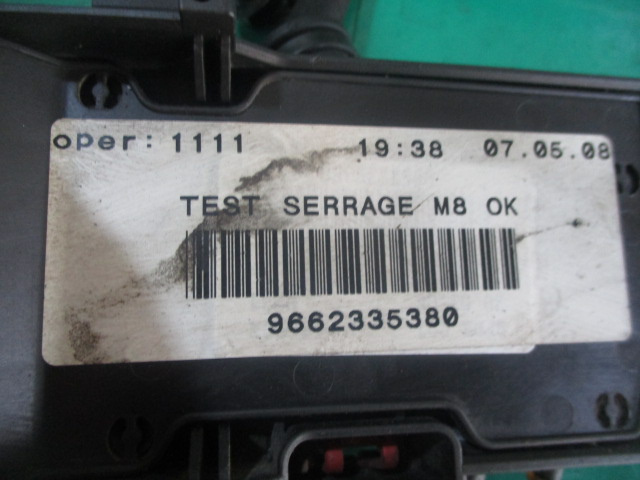 oper: 1111 19:38 07.05.08
TEST SERRAGE M8 OK
9662335380